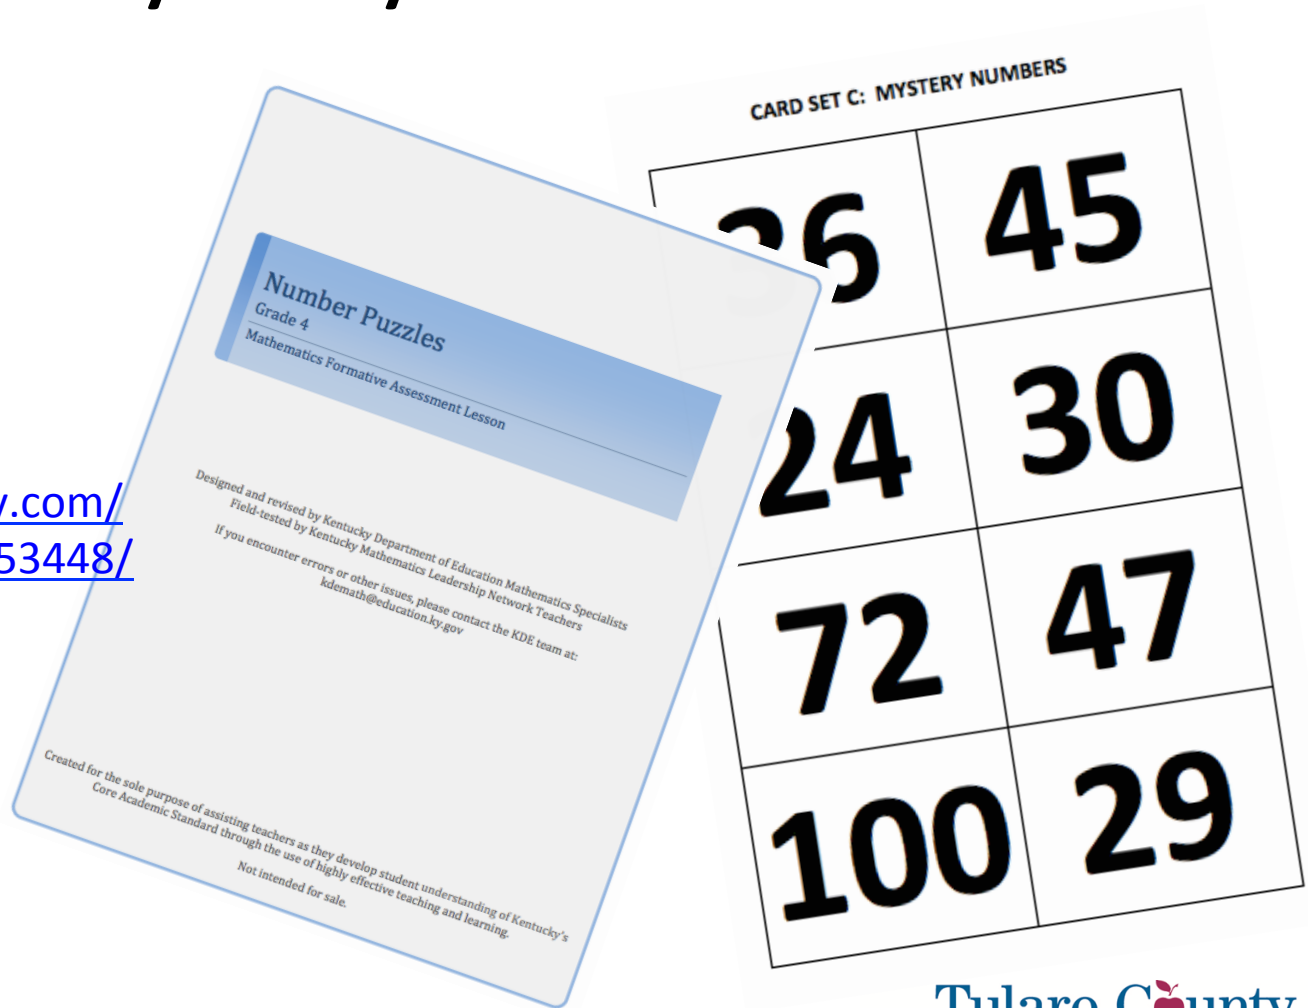 CARD SET C: MYSTERY NUMBERS
45
24
30
72
47
100
29
Number Puzzles
Grade 4
Mathematics Formative Assessment Lesson
Designed and revised by Kentucky Department of Education Mathematics Specialists
Field-tested by Kentucky Mathematics Leadership Network Teachers
If you encounter errors or other issues, please contact the KDE team at:
kdemath@education.ky.gov
Created for the sole purpose of assisting teachers as they develop student understanding of Kentucky's
Core Academic Standard through the use of highly effective teaching and learning.
Not intended for sale.
y.com/
53448/
County